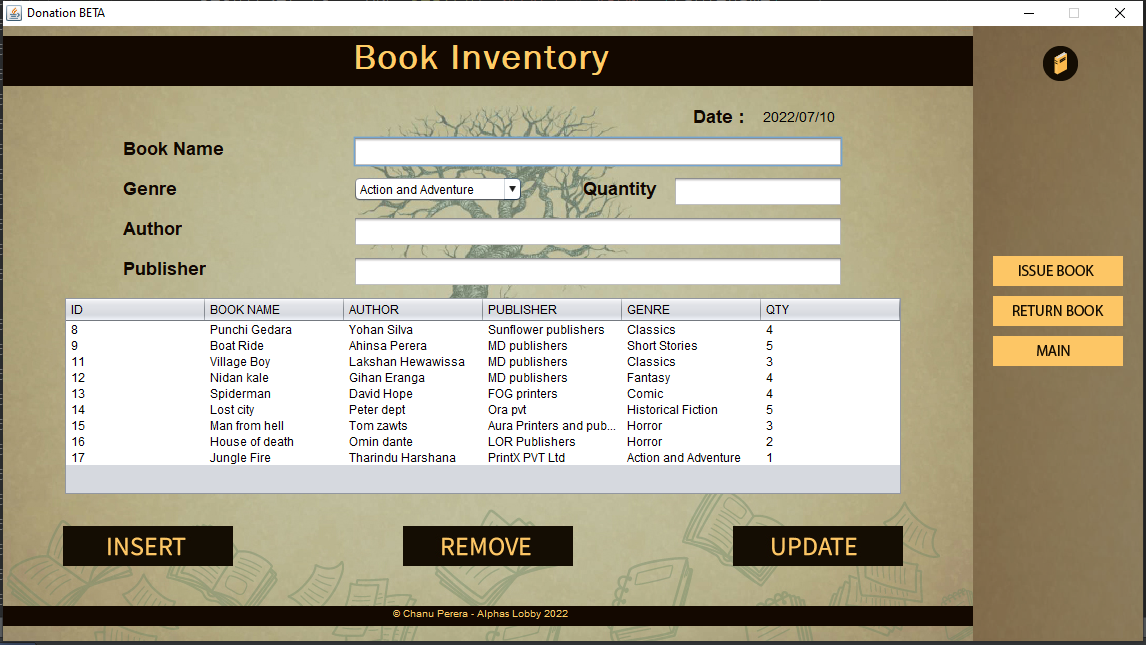 Donation BETA
Book Inventory
Date : 2022/07/10
Book Name
Genre Action and Adventure Quantity
Author
Publisher
ID BOOK NAME AUTHOR PUBLISHER GENRE QTY
8 Punchi Gedara Yohan Silva Sunflower publishers Classics 4
9 Boat Ride Ahinsa Perera MD publishers Short Stories 5
11 Village Boy Lakshan Hewawissa MD publishers Classics 3
12 Nidan kale Gihan Eranga MD publishers Fantasy 4
13 Spiderman David Hope FOG printers Comic 4
14 Lost city Peter dept Ora pvt Historical Fiction 5
15 Man from hell Tom zawts Aura Printers and pub... Horror 3
16 House of death Omin dante LOR Publishers Horror 2
17 Jungle Fire Tharindu Harshana PrintX PVT Ltd Action and Adventure 1
INSERT REMOVE UPDATE
© Chanu Perera - Alphas Lobby 2022
ISSUE BOOK
RETURN BOOK
MAIN